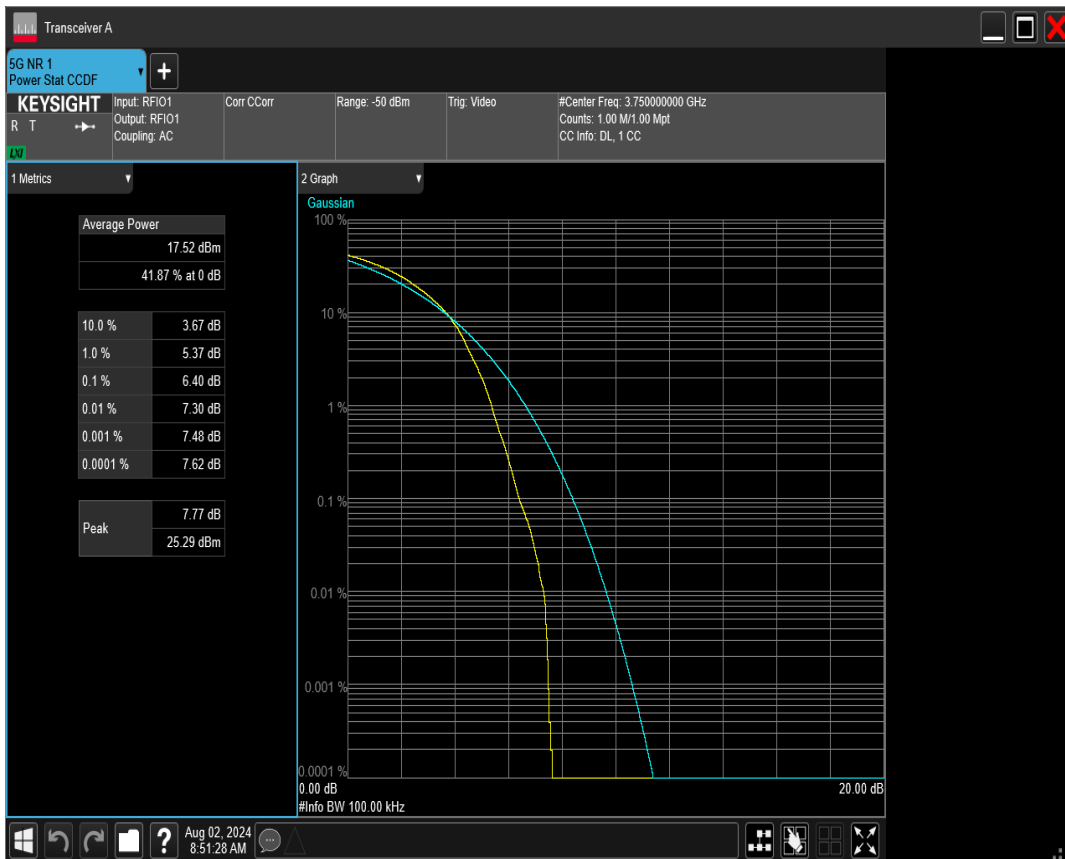 Transceiver A
5G NR 1
Power Stat CCDF
KEYSIGHT
R T
LXI
Input: RFIO1
Output: RFIO1
Coupling: AC
Corr CCorr
Range: -50 dBm
Trig: Video
#Center Freq: 3.750000000 GHz
Counts: 1.00 M/1.00 Mpt
CC Info: DL, 1 CC
1 Metrics
Average Power
17.52 dBm
41.87 % at 0 dB
10.0 % 3.67 dB
1.0 % 5.37 dB
0.1 % 6.40 dB
0.01 % 7.30 dB
0.001 % 7.48 dB
0.0001 % 7.62 dB
Peak 7.77 dB
25.29 dBm
2 Graph
Gaussian
100 %
10 %
1 %
0.1 %
0.01 %
0.001 %
0.0001 %
0.00 dB 20.00 dB
#Info BW 100.00 kHz
Aug 02, 2024
8:51:28 AM